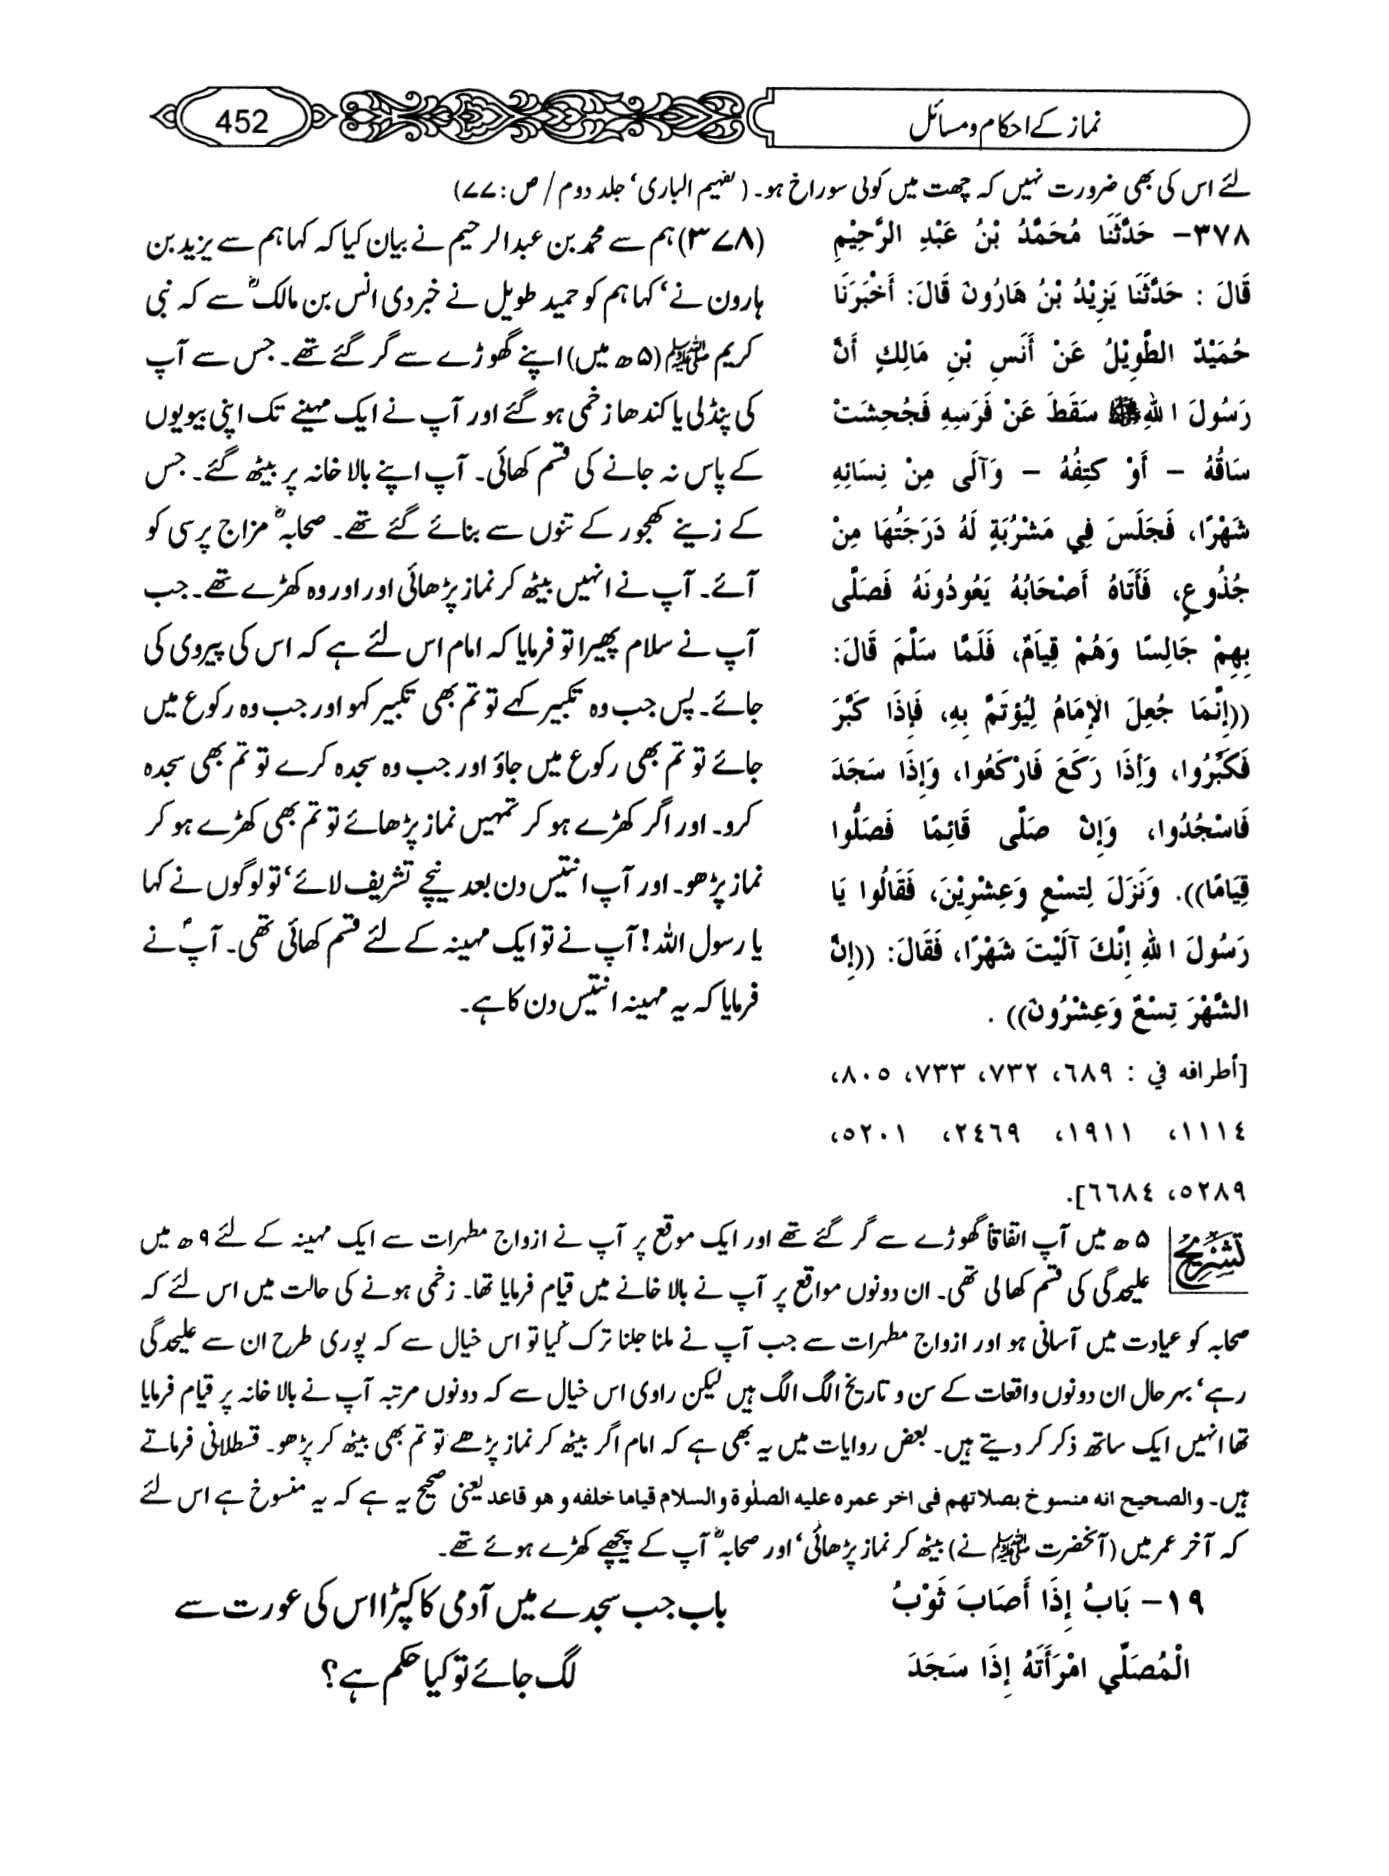 نماز کے احکام و مسائل
452
لئے اس کی بھی ضرورت نہیں کہ چھت میں کوئی سوراخ ہو۔ (تفہیم الباری‘ جلد دوم / ص:۷۷)
٣٧٨- حَدَّثَنَا مُحَمَّدُ بْنُ عَبْدِ الرَّحِيْمِ
قَالَ : حَدَّثَنَا يَزِيْدُ بْنُ هَارُونَ قَالَ: أَخْبَرَنَا
حُمَيْدٌ الطَّوِيْلُ عَنْ أَنَسِ بْنِ مَالِكٍ أَنَّ
رَسُولَ اللهِ ﷺ سَقَطَ عَنْ فَرَسِهِ فَجُحِشَتْ
سَاقُهُ - أَوْ كَتِفُهُ - وَآلَى مِنْ نِسَائِهِ
شَهْرًا، فَجَلَسَ فِي مَشْرُبَةٍ لَهُ دَرَجَتُهَا مِنْ
جُذُوعٍ، فَأَتَاهُ أَصْحَابُهُ يَعُودُونَهُ فَصَلَّى
بِهِمْ جَالِسًا وَهُمْ قِيَامٌ، فَلَمَّا سَلَّمَ قَالَ:
((إِنَّمَا جُعِلَ الإِمَامُ لِيُؤْتَمَّ بِهِ، فَإِذَا كَبَّرَ
فَكَبِّرُوا، وَإِذَا رَكَعَ فَارْكَعُوا، وَإِذَا سَجَدَ
فَاسْجُدُوا، وَإِنْ صَلَّى قَائِمًا فَصَلُّوا
قِيَامًا)). وَنَزَلَ لِتِسْعٍ وَعِشْرِيْنَ، فَقَالُوا يَا
رَسُولَ اللهِ إِنَّكَ آلَيْتَ شَهْرًا، فَقَالَ: ((إِنَّ
الشَّهْرَ تِسْعٌ وَعِشْرُونَ)) .
[أطرافه في : ٦٨٩، ٧٣٢، ٧٣٣، ٨٠٥،
١١١٤، ١٩١١، ٢٤٦٩، ٥٢٠١،
٥٢٨٩، ٦٦٨٤].
(۳۷۸) ہم سے محمد بن عبدالرحیم نے بیان کیا کہ کہا ہم سے یزید بن
ہارون نے‘ کہا ہم کو حمید طویل نے خبر دی انس بن مالکؓ سے کہ نبی
کریم ﷺ (۵ھ میں) اپنے گھوڑے سے گر گئے تھے۔ جس سے آپ
کی پنڈلی یا کندھا زخمی ہو گئے اور آپ نے ایک مہینے تک اپنی بیویوں
کے پاس نہ جانے کی قسم کھائی۔ آپ اپنے بالا خانہ پر بیٹھ گئے۔ جس
کے زینے کھجور کے تنوں سے بنائے گئے تھے۔ صحابہؓ مزاج پرسی کو
آئے۔ آپ نے انہیں بیٹھ کر نماز پڑھائی اور اور وہ کھڑے تھے۔ جب
آپ نے سلام پھیرا تو فرمایا کہ امام اس لئے ہے کہ اس کی پیروی کی
جائے۔ پس جب وہ تکبیر کہے تو تم بھی تکبیر کہو اور جب وہ رکوع میں
جائے تو تم بھی رکوع میں جاؤ اور جب وہ سجدہ کرے تو تم بھی سجدہ
کرو۔ اور اگر کھڑے ہو کر تمہیں نماز پڑھائے تو تم بھی کھڑے ہو کر
نماز پڑھو۔ اور آپ انتیس دن بعد نیچے تشریف لائے‘ تو لوگوں نے کہا
یا رسول اللہ! آپ نے تو ایک مہینہ کے لئے قسم کھائی تھی۔ آپؐ نے
فرمایا کہ یہ مہینہ انتیس دن کا ہے۔
تشریح ۵ھ میں آپ اتفاقاً گھوڑے سے گر گئے تھے اور ایک موقع پر آپ نے ازواج مطہرات سے ایک مہینہ کے لئے ۹ھ میں
علیحدگی کی قسم کھا لی تھی۔ ان دونوں مواقع پر آپ نے بالا خانے میں قیام فرمایا تھا۔ زخمی ہونے کی حالت میں اس لئے کہ
صحابہ کو عیادت میں آسانی ہو اور ازواج مطہرات سے جب آپ نے ملنا جلنا ترک کیا تو اس خیال سے کہ پوری طرح ان سے علیحدگی
رہے‘ بہر حال ان دونوں واقعات کے سن و تاریخ الگ الگ ہیں لیکن راوی اس خیال سے کہ دونوں مرتبہ آپ نے بالا خانہ پر قیام فرمایا
تھا انہیں ایک ساتھ ذکر کر دیتے ہیں۔ بعض روایات میں یہ بھی ہے کہ امام اگر بیٹھ کر نماز پڑھے تو تم بھی بیٹھ کر پڑھو۔ قسطلانی فرماتے
ہیں۔ والصحیح انه منسوخ بصلاتهم فی اخر عمره علیه الصلٰوة والسلام قیاما خلفه و هو قاعد یعنی صحیح یہ ہے کہ یہ منسوخ ہے اس لئے
کہ آخر عمر میں (آنحضرت ﷺ نے) بیٹھ کر نماز پڑھائی‘ اور صحابہؓ آپ کے پیچھے کھڑے ہوئے تھے۔
١٩- بَابُ إِذَا أَصَابَ ثَوْبُ
الْمُصَلِّي امْرَأَتَهُ إِذَا سَجَدَ
باب جب سجدے میں آدمی کا کپڑا اس کی عورت سے
لگ جائے تو کیا حکم ہے؟